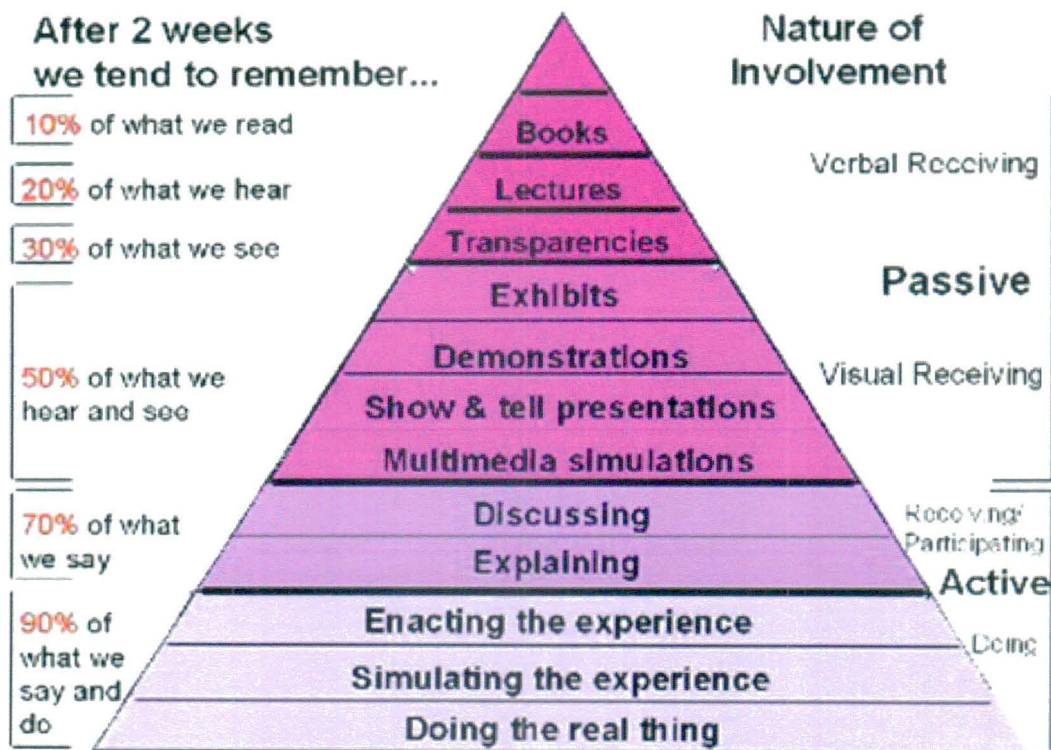 After 2 weeks
we tend to remember...
10% of what we read
20% of what we hear
30% of what we see
50% of what we
hear and see
70% of what
we say
90% of
what we
say and
do
Books
Lectures
Transparencies
Exhibits
Demonstrations
Show & tell presentations
Multimedia simulations
Discussing
Explaining
Enacting the experience
Simulating the experience
Doing the real thing
Nature of
Involvement
Verbal Receiving
Passive
Visual Receiving
Receiving/
Participating
Active
Doing